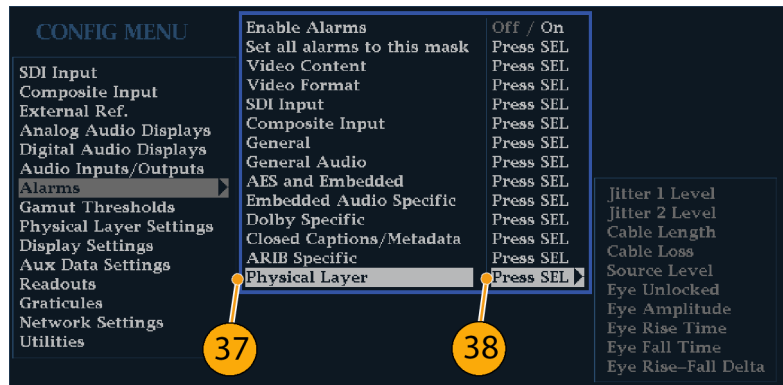 CONFIG MENU
SDI Input
Composite Input
External Ref.
Analog Audio Displays
Digital Audio Displays
Audio Inputs/Outputs
Alarms
Gamut Thresholds
Physical Layer Settings
Display Settings
Aux Data Settings
Readouts
Graticules
Network Settings
Utilities
Enable Alarms Off / On
Set all alarms to this mask Press SEL
Video Content Press SEL
Video Format Press SEL
SDI Input Press SEL
Composite Input Press SEL
General Press SEL
General Audio Press SEL
AES and Embedded Press SEL
Embedded Audio Specific Press SEL
Dolby Specific Press SEL
Closed Captions/Metadata Press SEL
ARIB Specific Press SEL
Physical Layer Press SEL
37
38
Jitter 1 Level
Jitter 2 Level
Cable Length
Cable Loss
Source Level
Eye Unlocked
Eye Amplitude
Eye Rise Time
Eye Fall Time
Eye Rise–Fall Delta